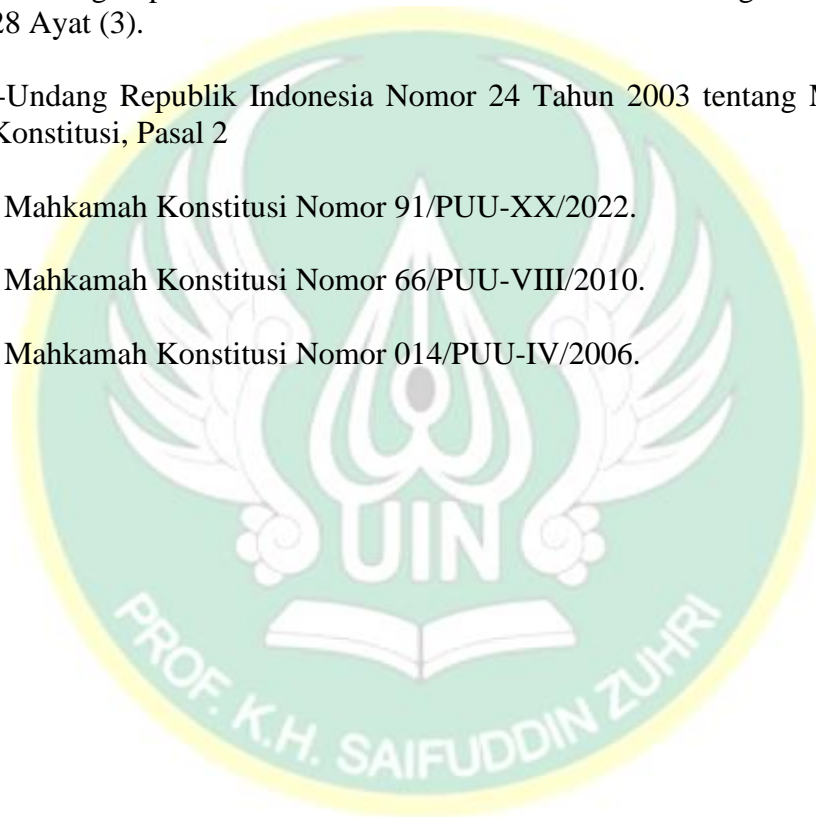 28 Ayat (3).
-Undang Republik Indonesia Nomor 24 Tahun 2003 tentang
Konstitusi, Pasal 2
Mahkamah Konstitusi Nomor 91/PUU-XX/2022.
Mahkamah Konstitusi Nomor 66/PUU-VIII/2010.
Mahkamah Konstitusi Nomor 014/PUU-IV/2006.
UIN
PROF. K.H. SAIFUDDIN ZUHRI